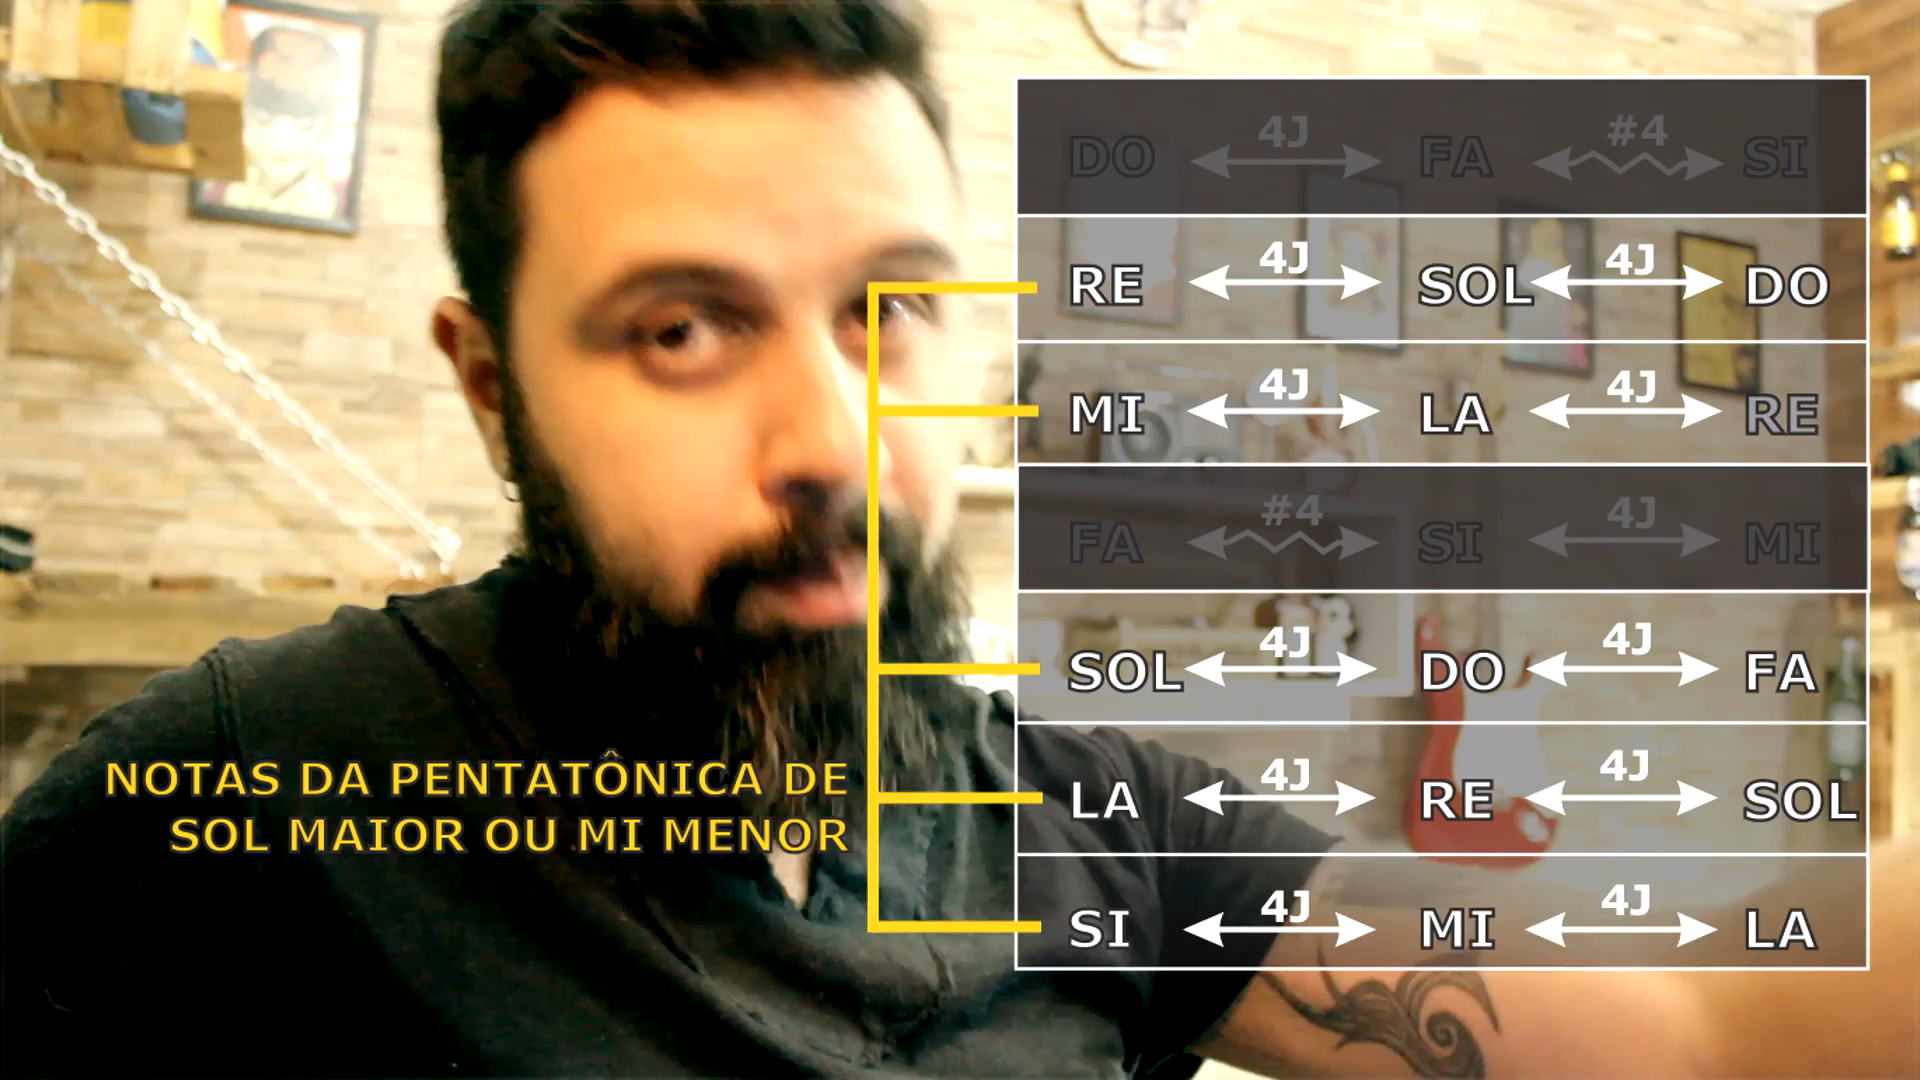 DO 4J FA #4 SI
RE 4J SOL 4J DO
MI 4J LA 4J RE
FA #4 SI 4J MI
SOL 4J DO 4J FA
LA 4J RE 4J SOL
SI 4J MI 4J LA
NOTAS DA PENTATÔNICA DE
SOL MAIOR OU MI MENOR